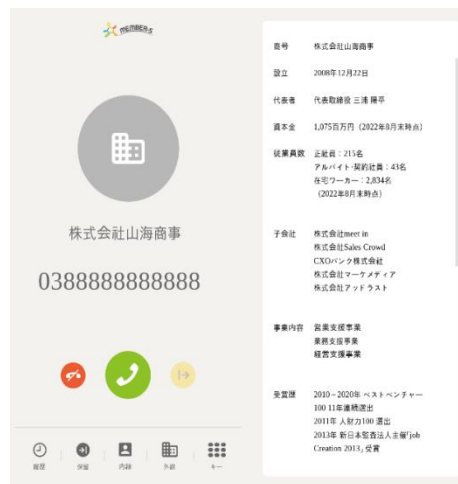 MEMBER-S
株式会社山海商事
0388888888888
履歴
保留
内線
外線
キー
商号 株式会社山海商事
設立 2008年12月22日
代表者 代表取締役 三浦 陽平
資本金 1,075百万円(2022年8月末時点)
従業員数 正社員:215名
アルバイト·契約社員:43名
在宅ワーカー:2,834名
(2022年8月末時点)
子会社 株式会社meet in
株式会社Sales Crowd
CXOバンク株式会社
株式会社マーケメディア
株式会社アッドラスト
事業内容 営業支援事業
業務支援事業
経営支援事業
受賞歴 2010~2020年 ベストベンチャー
100 11年連続選出
2011年 人財力100 選出
2013年 新日本監査法人主催「job
Creation 2013」受賞